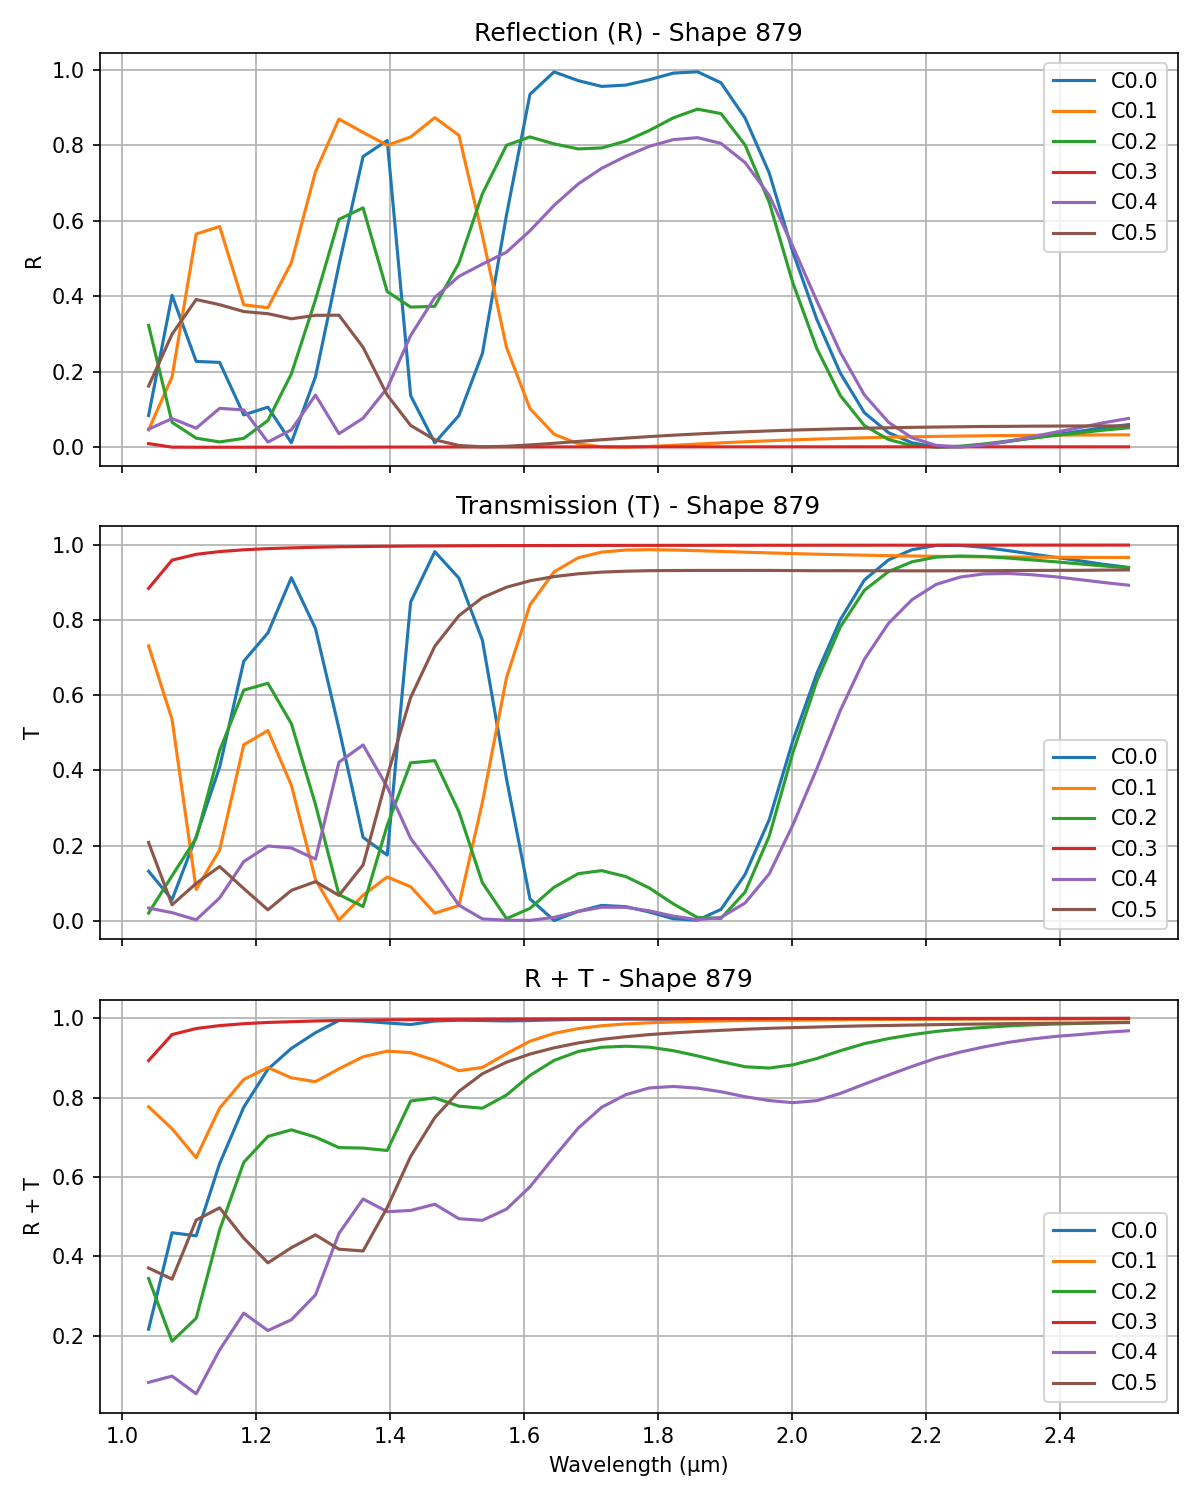 Reflection (R) - Shape 879
1.0
0.8
0.6
0.4
0.2
0.0
R
C0.0
C0.1
C0.2
C0.3
C0.4
C0.5
Transmission (T) - Shape 879
1.0
0.8
0.6
0.4
0.2
0.0
T
C0.0
C0.1
C0.2
C0.3
C0.4
C0.5
R + T - Shape 879
1.0
0.8
0.6
0.4
0.2
R + T
C0.0
C0.1
C0.2
C0.3
C0.4
C0.5
1.0 1.2 1.4 1.6 1.8 2.0 2.2 2.4
Wavelength (μm)